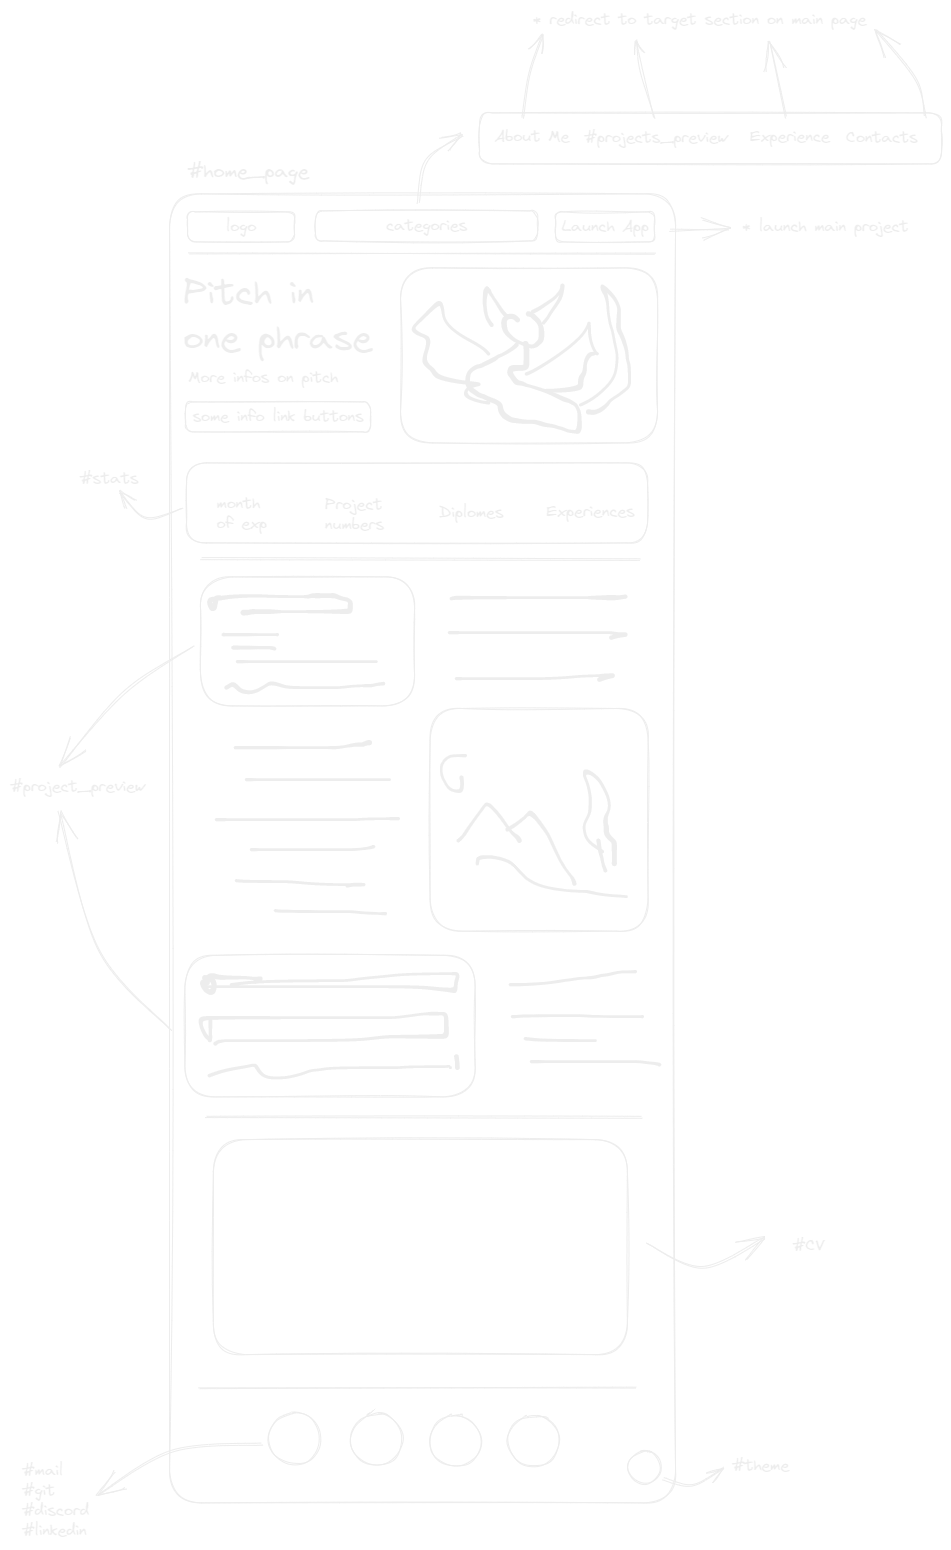 * redirect to target section on main page
About Me #projects_preview Experience Contacts
#home_page
logo
categories
Launch App
* launch main project
Pitch in
one phrase
More infos on pitch
some info link buttons
#stats
month
of exp
Project
numbers
Diplomes
Experiences
#project_preview
#cv
#mail
#git
#discord
#linkedin
#theme